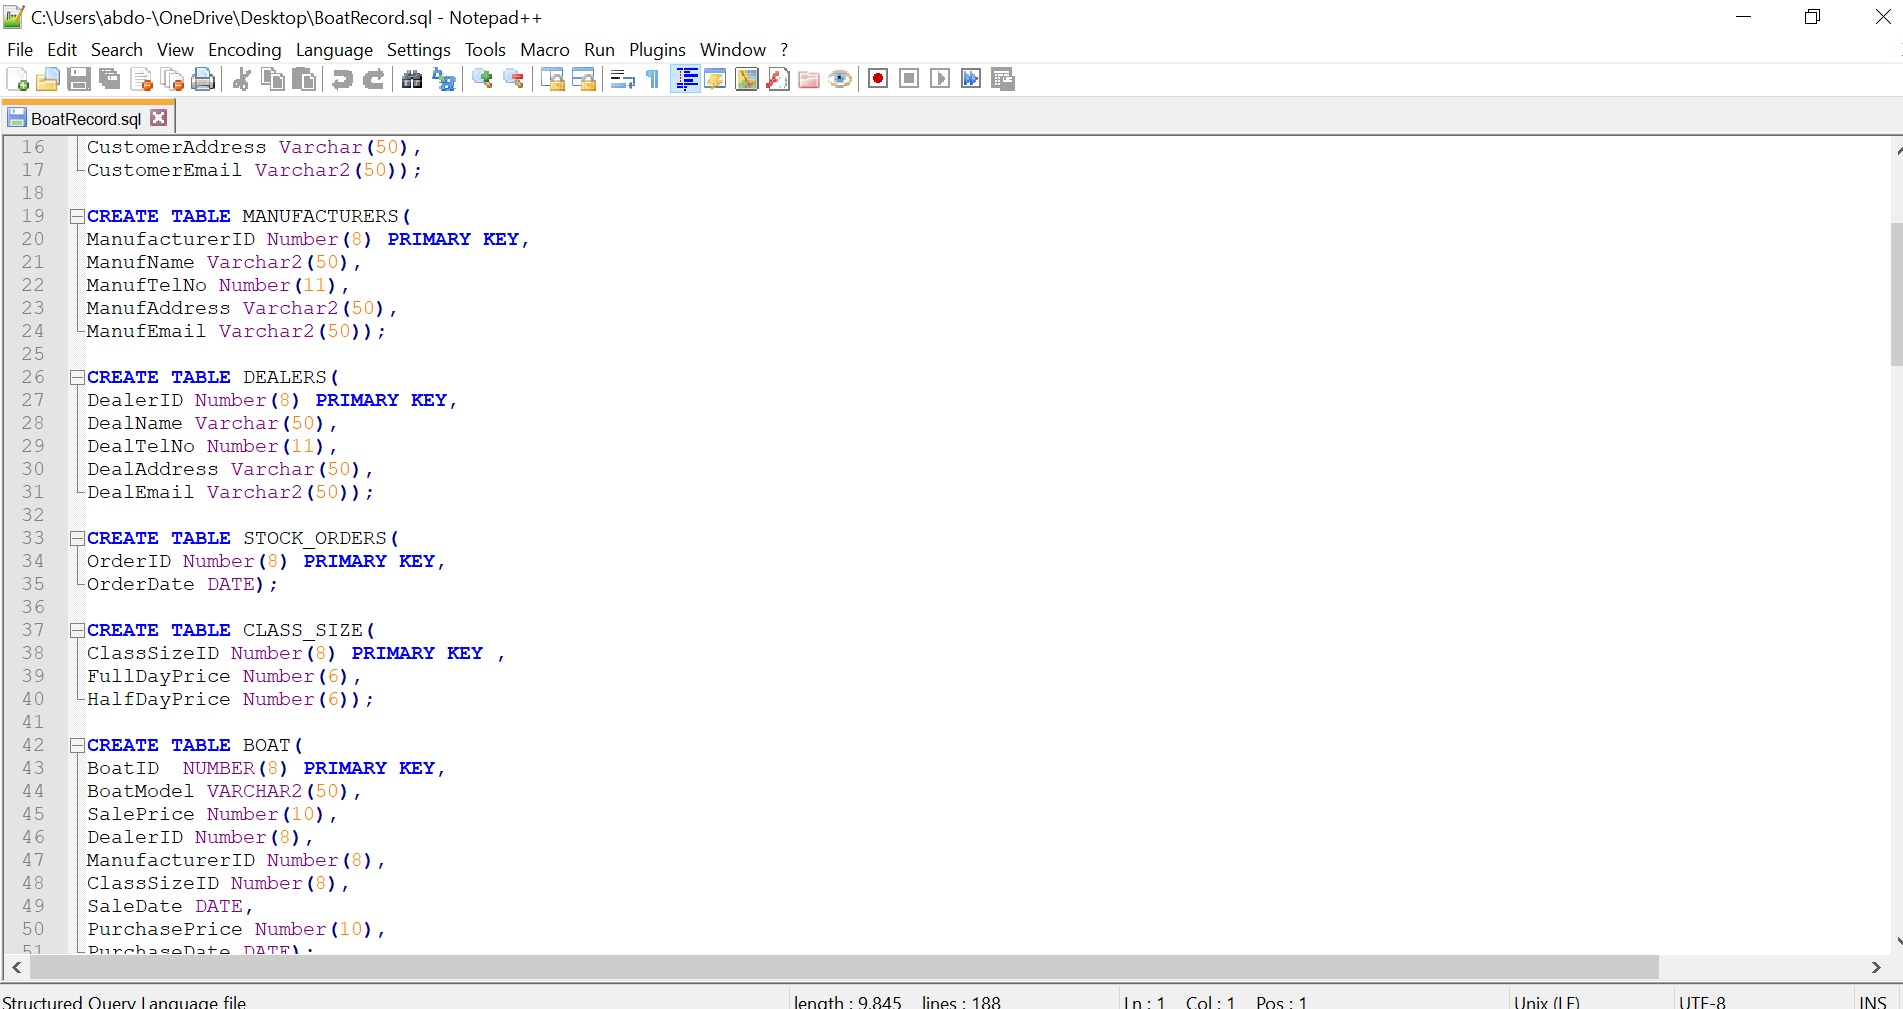 C:\Users\abdo-\OneDrive\Desktop\BoatRecord.sql - Notepad++
File Edit Search View Encoding Language Settings Tools Macro Run Plugins Window ?
BoatRecord.sql
16 CustomerAddress Varchar(50),
17 CustomerEmail Varchar2(50));
18
19 CREATE TABLE MANUFACTURERS(
20 ManufacturerID Number(8) PRIMARY KEY,
21 ManufName Varchar2(50),
22 ManufTelNo Number(11),
23 ManufAddress Varchar2(50),
24 ManufEmail Varchar2(50));
25
26 CREATE TABLE DEALERS(
27 DealerID Number(8) PRIMARY KEY,
28 DealName Varchar(50),
29 DealTelNo Number(11),
30 DealAddress Varchar(50),
31 DealEmail Varchar2(50));
32
33 CREATE TABLE STOCK_ORDERS(
34 OrderID Number(8) PRIMARY KEY,
35 OrderDate DATE);
36
37 CREATE TABLE CLASS_SIZE(
38 ClassSizeID Number(8) PRIMARY KEY ,
39 FullDayPrice Number(6),
40 HalfDayPrice Number(6));
41
42 CREATE TABLE BOAT(
43 BoatID  NUMBER(8) PRIMARY KEY,
44 BoatModel VARCHAR2(50),
45 SalePrice Number(10),
46 DealerID Number(8),
47 ManufacturerID Number(8),
48 ClassSizeID Number(8),
49 SaleDate DATE,
50 PurchasePrice Number(10),
51 PurchaseDate DATE);
Structured Query Language file length : 9,845 lines : 188 Ln : 1 Col : 1 Pos : 1 Unix (LF) UTF-8 INS